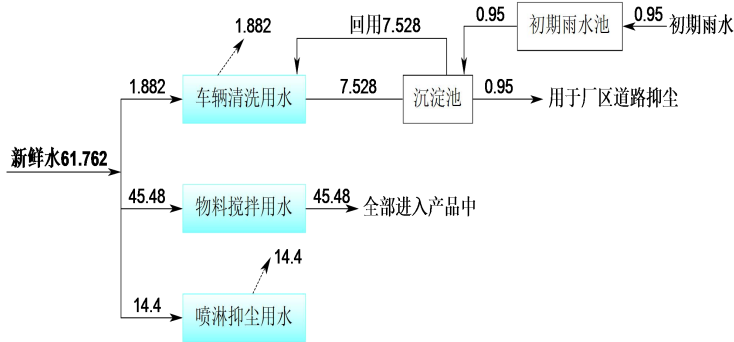 1.882
回用7.528
0.95
初期雨水池
0.95
初期雨水
1.882
车辆清洗用水
7.528
沉淀池
0.95
用于厂区道路抑尘
新鲜水61.762
45.48
物料搅拌用水
45.48
全部进入产品中
14.4
14.4
喷淋抑尘用水